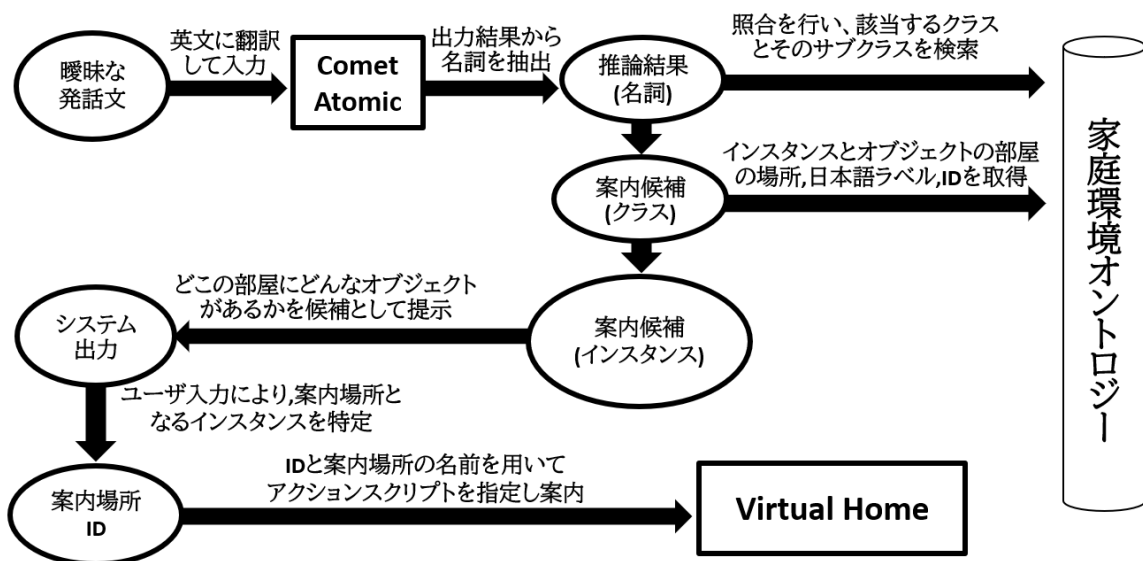 曖昧な
発話文
英文に翻訳
して入力
Comet
Atomic
出力結果から
名詞を抽出
推論結果
(名詞)
照合を行い、該当するクラス
とそのサブクラスを検索
案内候補
(クラス)
インスタンスとオブジェクトの部屋
の場所,日本語ラベル,IDを取得
家庭環境オントロジー
案内候補
(インスタンス)
どこの部屋にどんなオブジェクト
があるかを候補として提示
システム
出力
ユーザ入力により,案内場所と
なるインスタンスを特定
案内場所
ID
IDと案内場所の名前を用いて
アクションスクリプトを指定し案内
Virtual Home